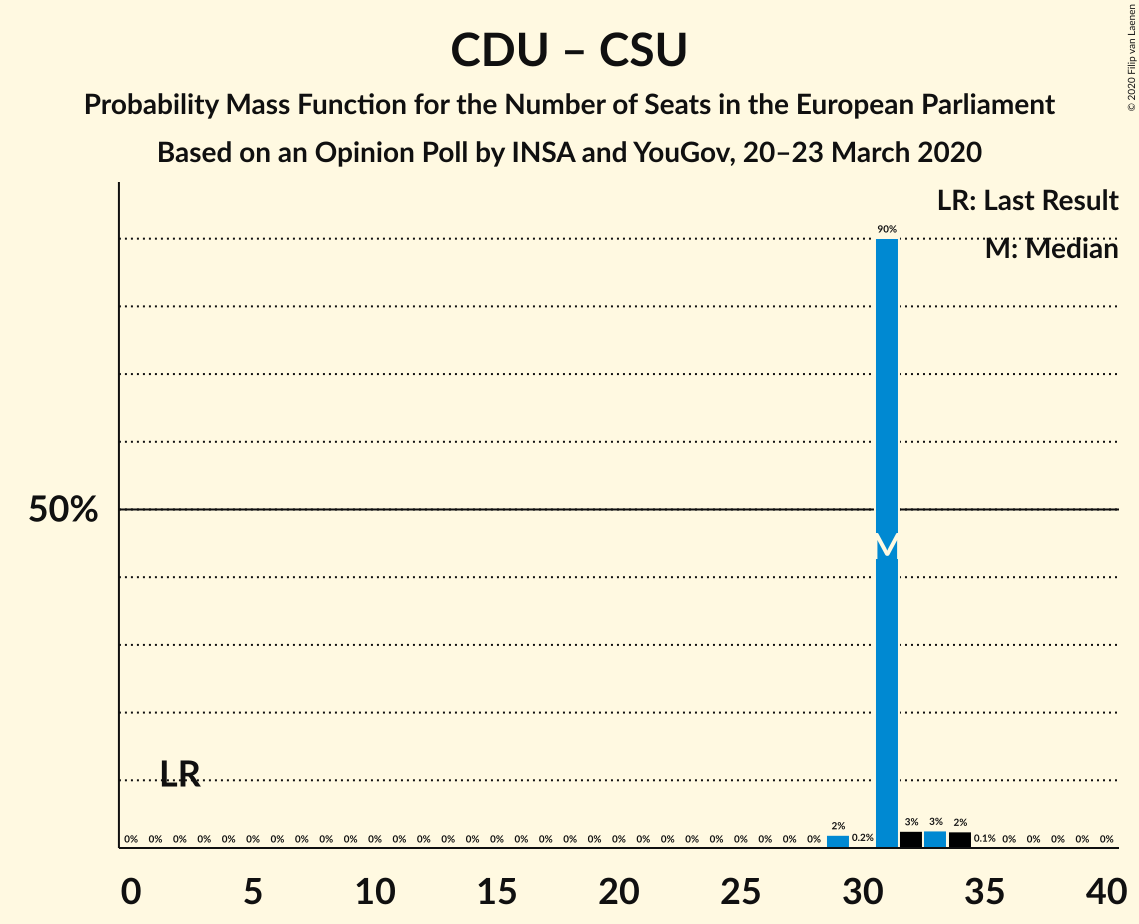 CDU – CSU
Probability Mass Function for the Number of Seats in the European Parliament
Based on an Opinion Poll by INSA and YouGov, 20–23 March 2020
© 2020 Filip van Laenen
LR: Last Result
M: Median
90%
50%
M
LR
0% 0% 0% 0% 0% 0% 0% 0% 0% 0% 0% 0% 0% 0% 0% 0% 0% 0% 0% 0% 0% 0% 0% 0% 0% 0% 0% 0% 0% 2% 0.2% 3% 3% 2% 0.1% 0% 0% 0% 0% 0%
0 5 10 15 20 25 30 35 40